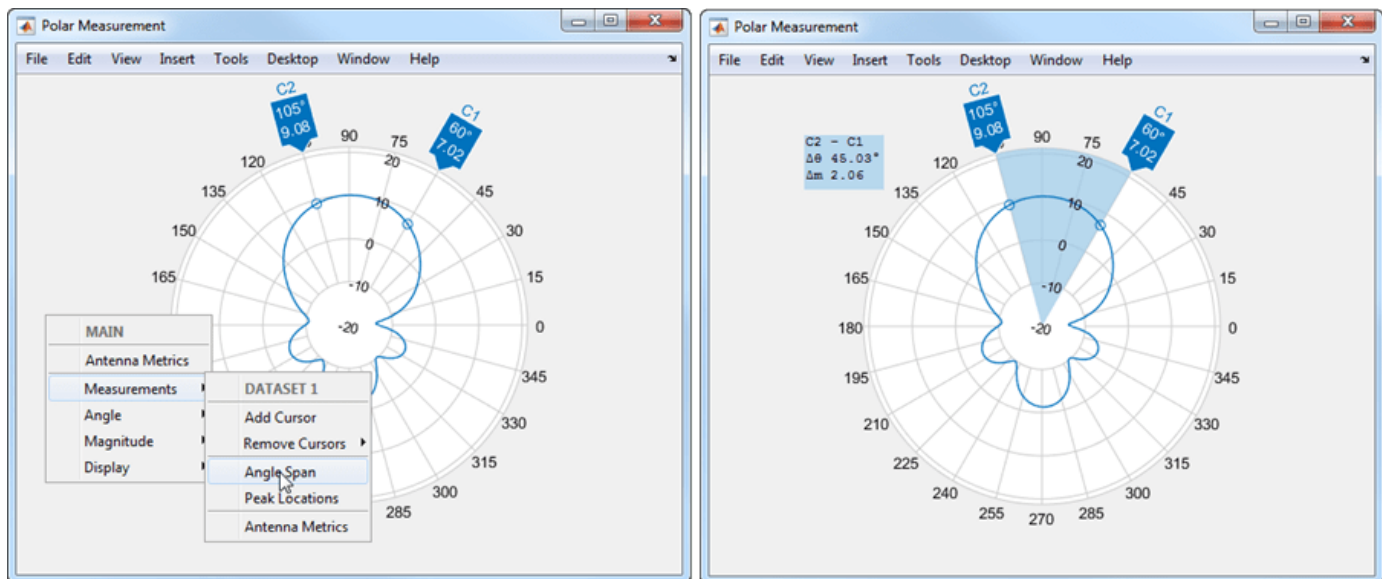 Polar Measurement
File Edit View Insert Tools Desktop Window Help
C2
105°
9.08
C1
60°
7.02
90
75
120
20
135
45
10
150
30
0
165
15
-10
-20
0
MAIN
Antenna Metrics
Measurements
Angle
Magnitude
Display
DATASET 1
Add Cursor
Remove Cursors
Angle Span
Peak Locations
Antenna Metrics
345
330
315
300
285
Polar Measurement
File Edit View Insert Tools Desktop Window Help
C2
105°
9.08
C1
60°
7.02
C2 - C1
Δθ 45.03°
Δm 2.06
90
75
120
20
135
45
10
150
30
0
165
15
-10
180
-20
0
195
345
210
330
225
315
240
300
255
285
270